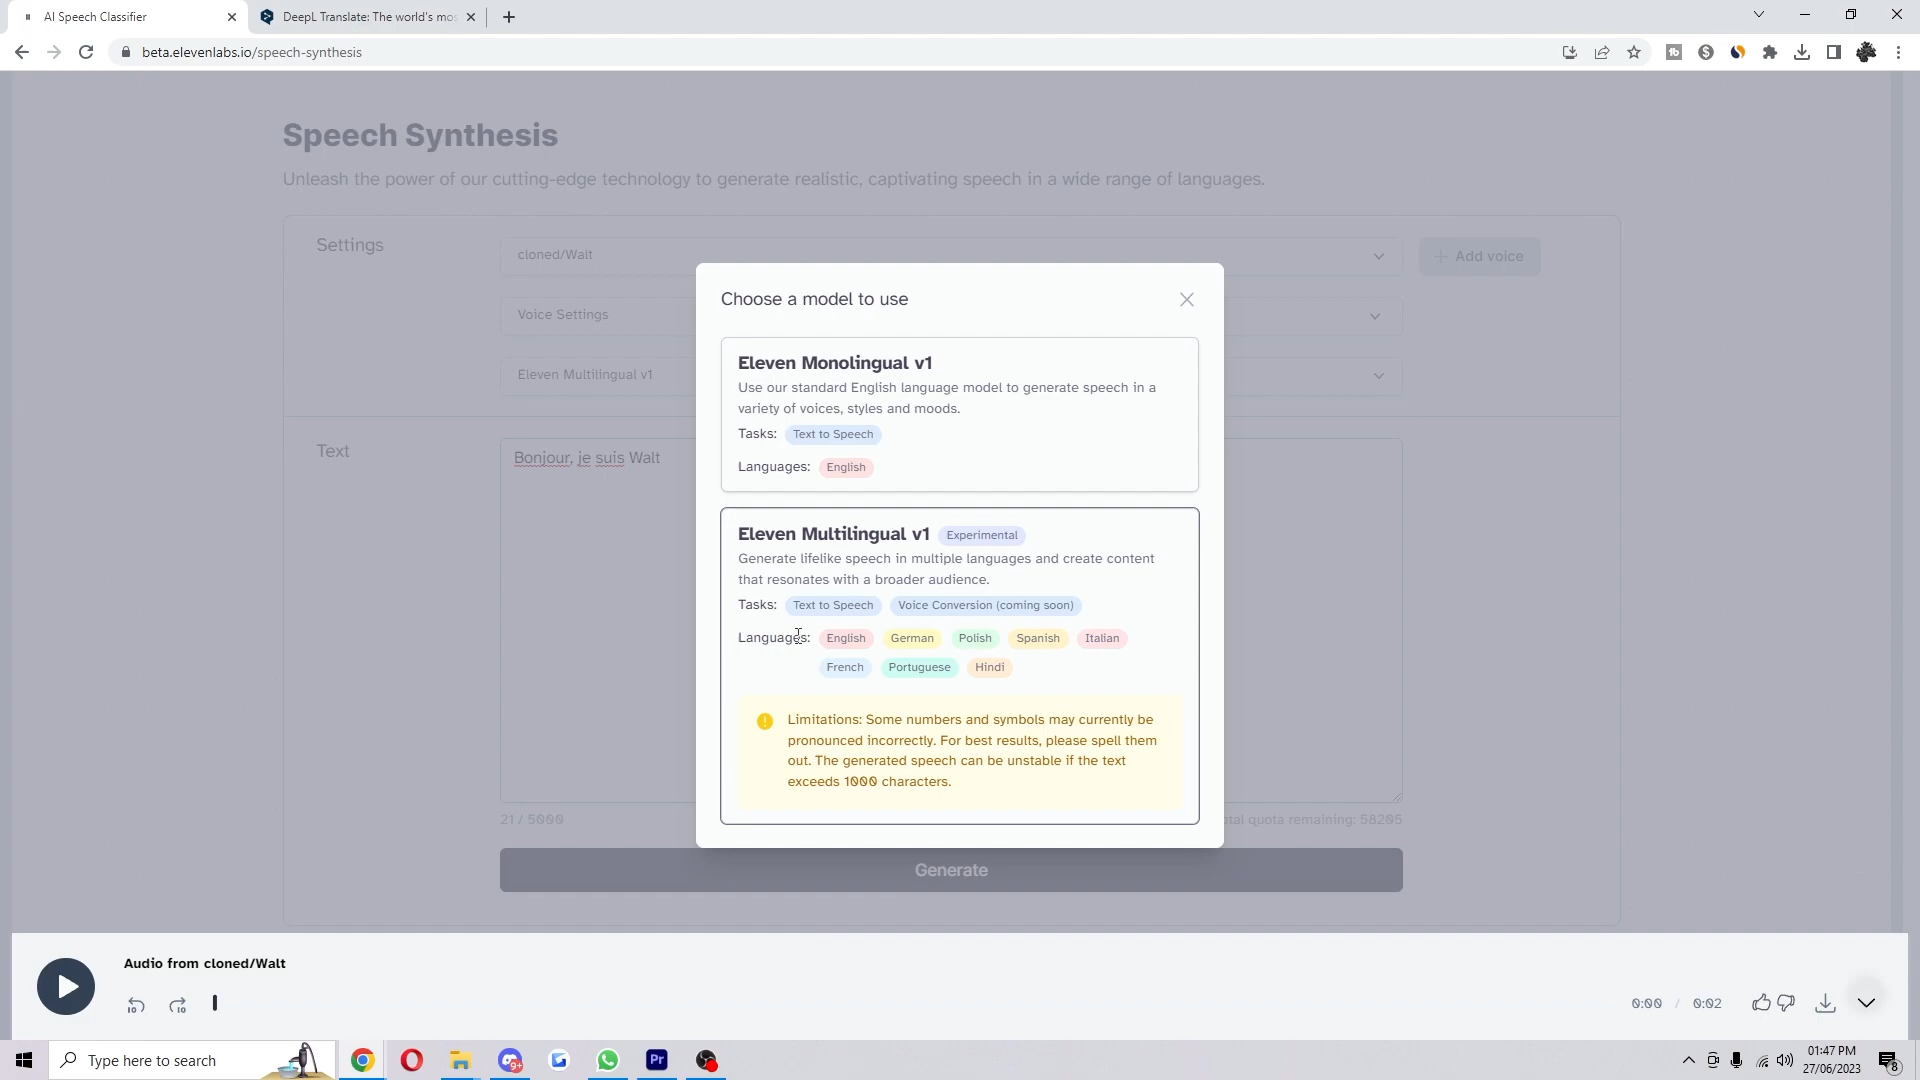 AI Speech Classifier
DeepL Translate: The world's mos
beta.elevenlabs.io/speech-synthesis
Speech Synthesis
Unleash the power of our cutting-edge technology to generate realistic, captivating speech in a wide range of languages.
Settings
cloned/Walt
Add voice
Voice Settings
Eleven Multilingual v1
Text
Bonjour, je suis Walt
21 / 5000
otal quota remaining: 58205
Generate
Choose a model to use
Eleven Monolingual v1
Use our standard English language model to generate speech in a
variety of voices, styles and moods.
Tasks: Text to Speech
Languages: English
Eleven Multilingual v1 Experimental
Generate lifelike speech in multiple languages and create content
that resonates with a broader audience.
Tasks: Text to Speech Voice Conversion (coming soon)
Languages: English German Polish Spanish Italian
French Portuguese Hindi
Limitations: Some numbers and symbols may currently be
pronounced incorrectly. For best results, please spell them
out. The generated speech can be unstable if the text
exceeds 1000 characters.
Audio from cloned/Walt
10 10
0:00 / 0:02
Type here to search
9+
Pr
01:47 PM
27/06/2023
8